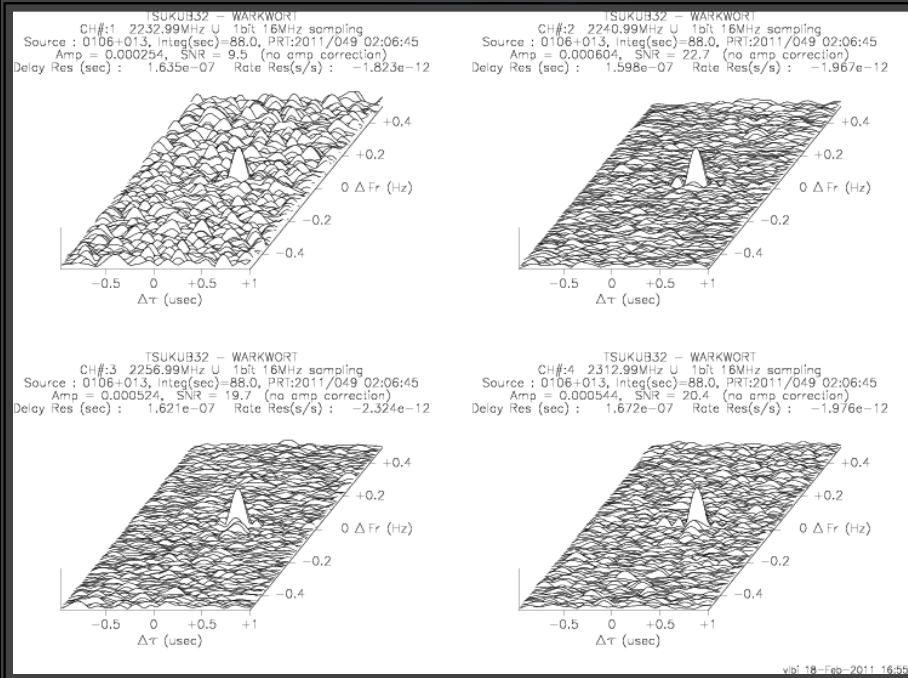 TSUKUB32 - WARKWORT
CH#:1 2232.99MHz U 1bit 16MHz sampling
Source : 0106+013, Integ(sec)=88.0, PRT:2011/049 02:06:45
Amp = 0.000254, SNR = 9.5 (no amp correction)
Delay Res (sec) : 1.635e-07 Rate Res(s/s) : -1.823e-12
+0.4
+0.2
0 Δ Fr (Hz)
-0.2
-0.4
-0.5 0 +1
Δτ (usec)
TSUKUB32 - WARKWORT
CH#:2 2240.99MHz U 1bit 16MHz sampling
Source : 0106+013, Integ(sec)=88.0, PRT:2011/049 02:06:45
Amp = 0.000604, SNR = 22.7 (no amp correction)
Delay Res (sec) : 1.598e-07 Rate Res(s/s) : -1.967e-12
+0.4
+0.2
0 Δ Fr (Hz)
-0.2
-0.4
-0.5 0 +0.5 +1
Δτ (usec)
TSUKUB32 - WARKWORT
CH#:3 2256.99MHz U 1bit 16MHz sampling
Source : 0106+013, Integ(sec)=88.0, PRT:2011/049 02:06:45
Amp = 0.000524, SNR = 19.7 (no amp correction)
Delay Res (sec) : 1.621e-07 Rate Res(s/s) : -2.324e-12
+0.4
+0.2
0 Δ Fr (Hz)
-0.2
-0.4
-0.5 0 +0.5 +1
Δτ (usec)
TSUKUB32 - WARKWORT
CH#:4 2312.99MHz U 1bit 16MHz sampling
Source : 0106+013, Integ(sec)=88.0, PRT:2011/049 02:06:45
Amp = 0.000544, SNR = 20.4 (no amp correction)
Delay Res (sec) : 1.672e-07 Rate Res(s/s) : -1.976e-12
+0.4
+0.2
0 Δ Fr (Hz)
-0.2
-0.4
-0.5 0 +0.5 +1
Δτ (usec)
vlbi 18-Feb-2011 16:55